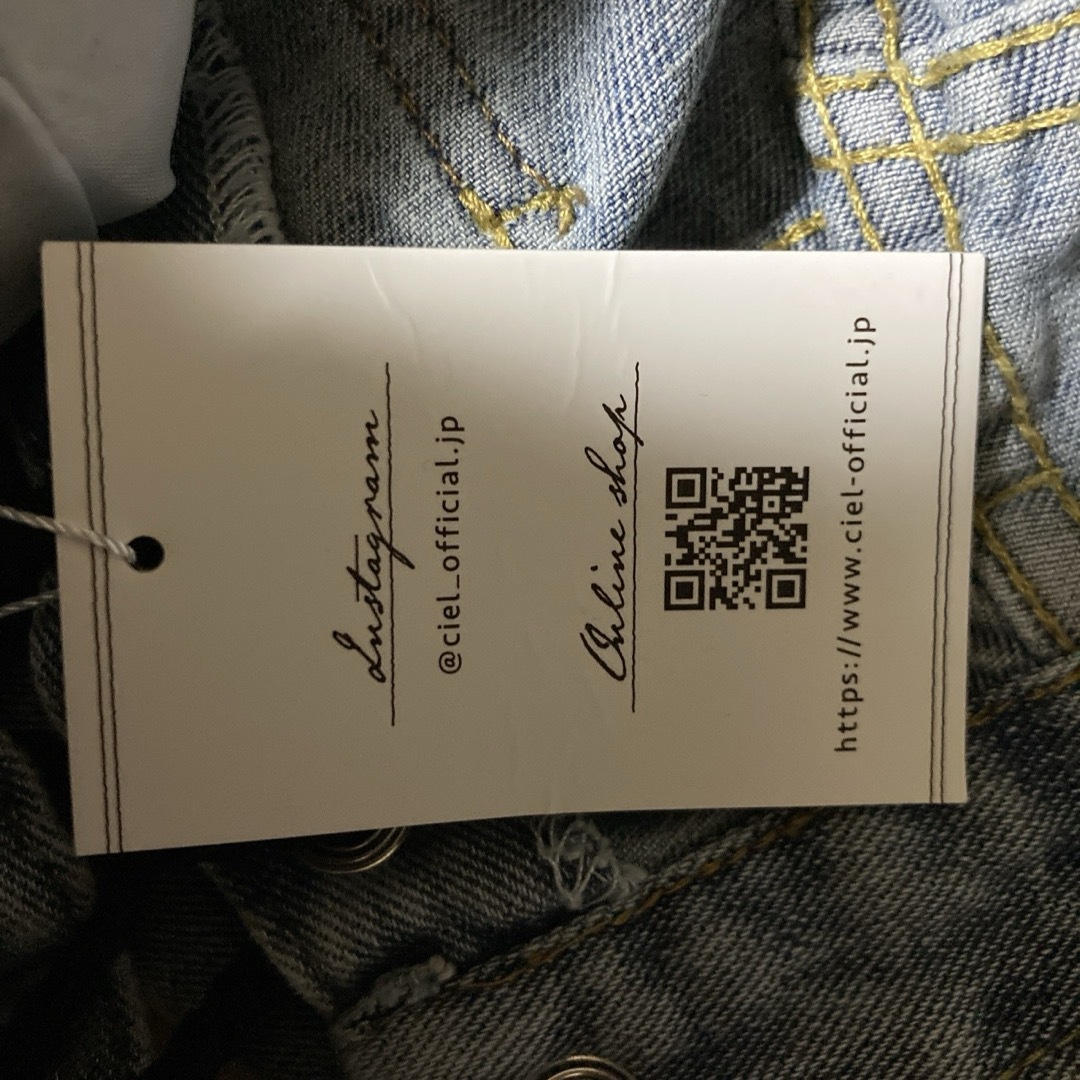 Instagram
@ciel_official.jp
Online shop
https://www.ciel-official.jp